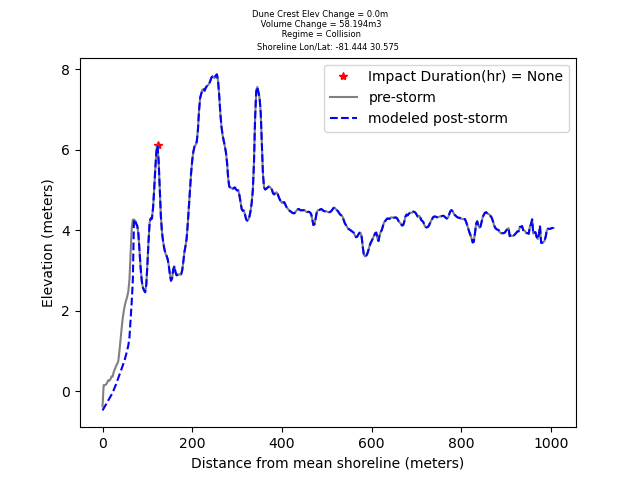 Dune Crest Elev Change = 0.0m
Volume Change = 58.194m3
Regime = Collision
Shoreline Lon/Lat: -81.444 30.575
Impact Duration(hr) = None
pre-storm
modeled post-storm
8
6
4
2
0
Elevation (meters)
0 200 400 600 800 1000
Distance from mean shoreline (meters)